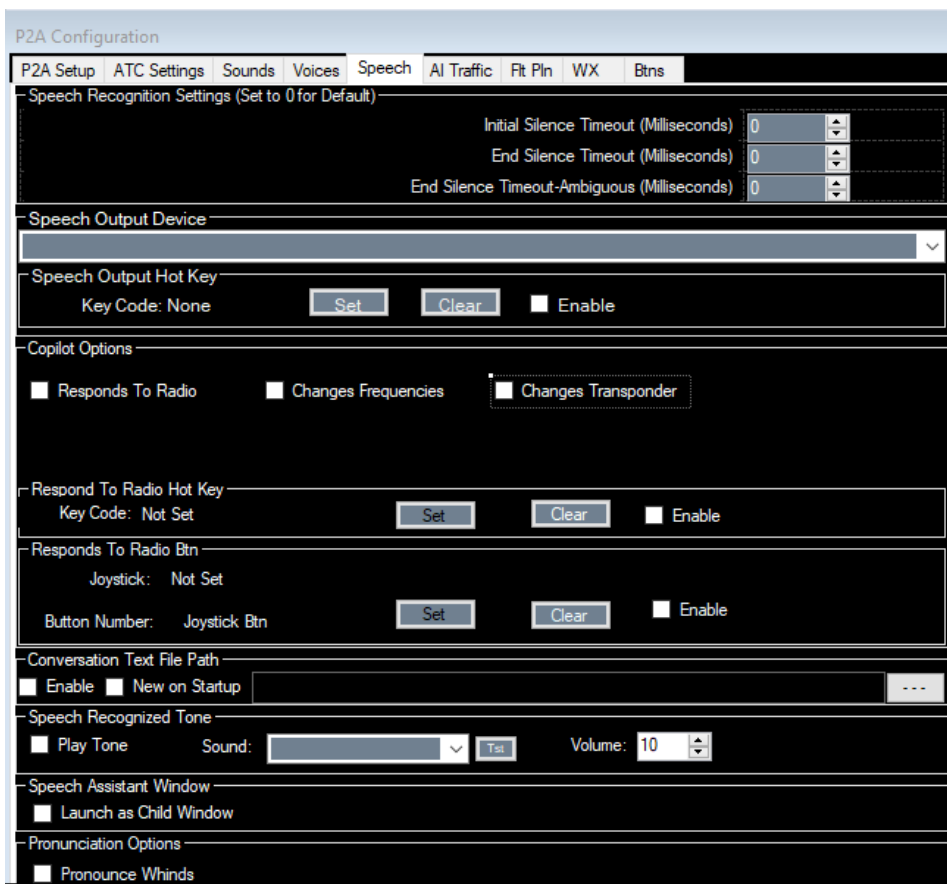 P2A Configuration
P2A Setup ATC Settings Sounds Voices Speech AI Traffic Flt Pln WX Btns
Speech Recognition Settings (Set to 0 for Default)
Initial Silence Timeout (Milliseconds) 0
End Silence Timeout (Milliseconds) 0
End Silence Timeout-Ambiguous (Milliseconds) 0
Speech Output Device
Speech Output Hot Key
Key Code: None Set Clear Enable
Copilot Options
Responds To Radio Changes Frequencies Changes Transponder
Respond To Radio Hot Key
Key Code: Not Set Set Clear Enable
Responds To Radio Btn
Joystick: Not Set
Button Number: Joystick Btn Set Clear Enable
Conversation Text File Path
Enable New on Startup ---
Speech Recognized Tone
Play Tone Sound: Tst Volume: 10
Speech Assistant Window
Launch as Child Window
Pronunciation Options
Pronounce Whinds